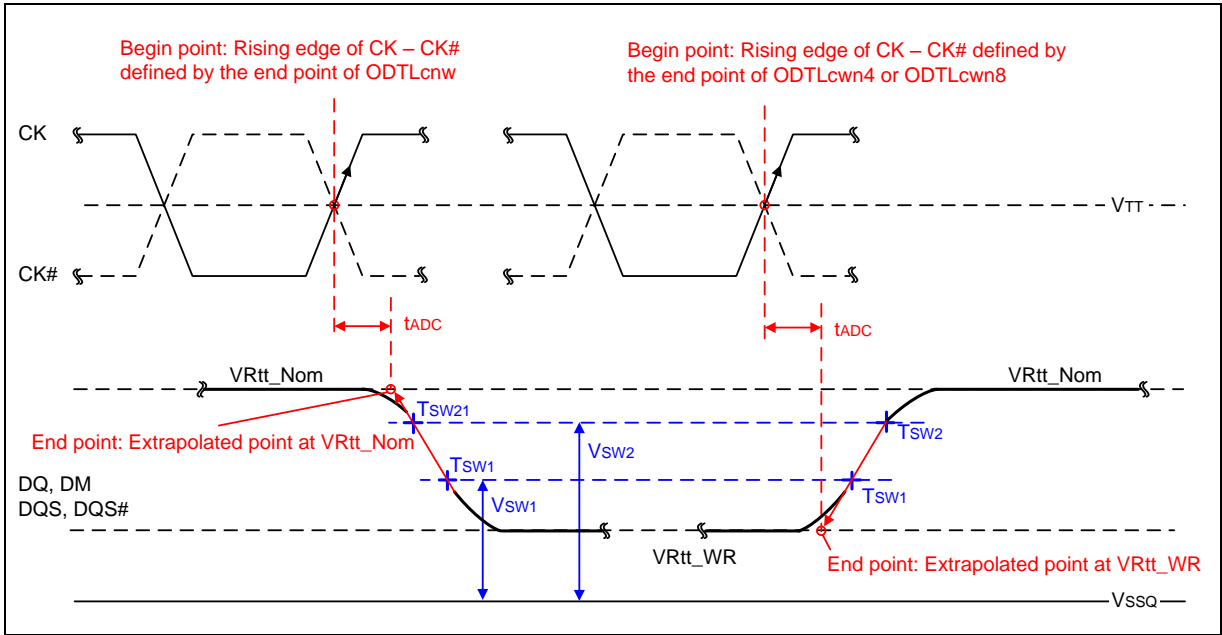 Begin point: Rising edge of CK – CK#
defined by the end point of ODTLcnw
Begin point: Rising edge of CK – CK# defined by
the end point of ODTLcwn4 or ODTLcwn8
CK
VTT
CK#
tADC
tADC
VRtt_Nom
VRtt_Nom
TSW21
TSW2
End point: Extrapolated point at VRtt_Nom
VSW2
TSW1
VSW1
TSW1
DQ, DM
DQS, DQS#
VRtt_WR
End point: Extrapolated point at VRtt_WR
VSSQ